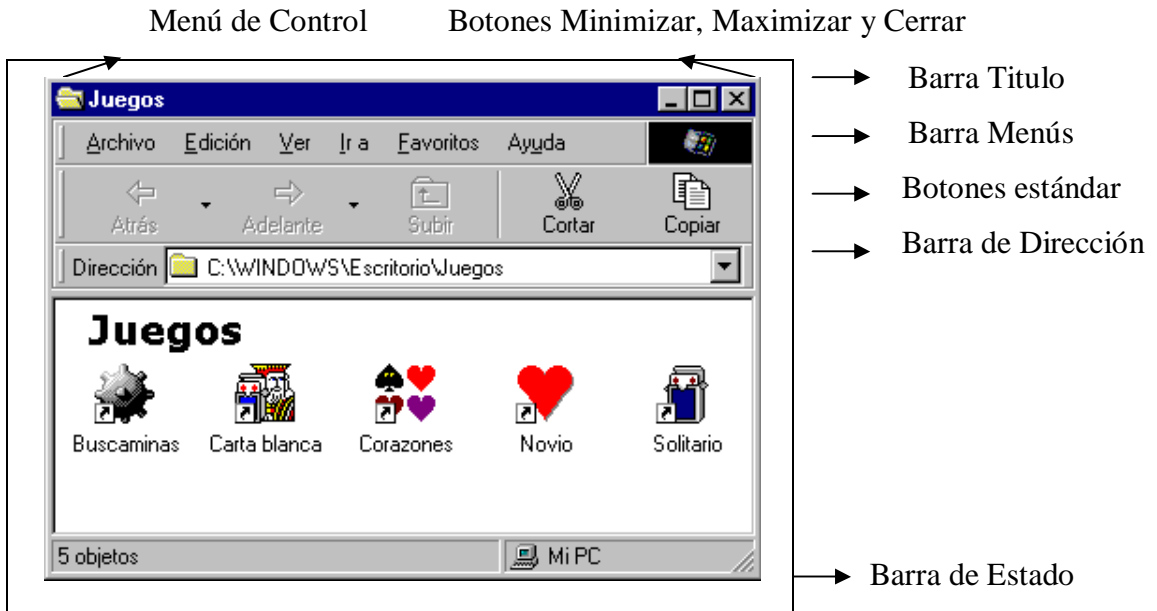 Menú de Control Botones Minimizar, Maximizar y Cerrar
Juegos
Barra Titulo
Archivo Edición Ver Ir a Favoritos Ayuda
Barra Menús
Atrás Adelante Subir Cortar Copiar
Botones estándar
Dirección C:\WINDOWS\Escritorio\Juegos
Barra de Dirección
Juegos
Buscaminas Carta blanca Corazones Novio Solitario
5 objetos Mi PC
Barra de Estado